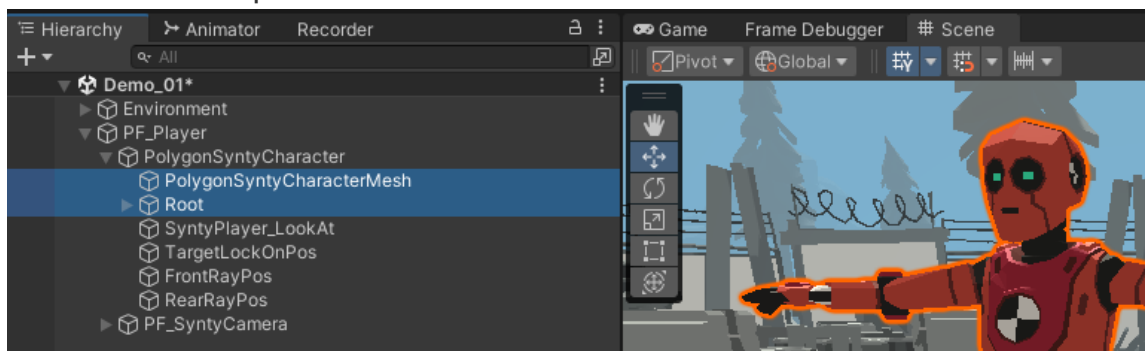 Hierarchy Animator Recorder
Game Frame Debugger Scene
All
Pivot Global
Demo_01*
Environment
PF_Player
PolygonSyntyCharacter
PolygonSyntyCharacterMesh
Root
SyntyPlayer_LookAt
TargetLockOnPos
FrontRayPos
RearRayPos
PF_SyntyCamera